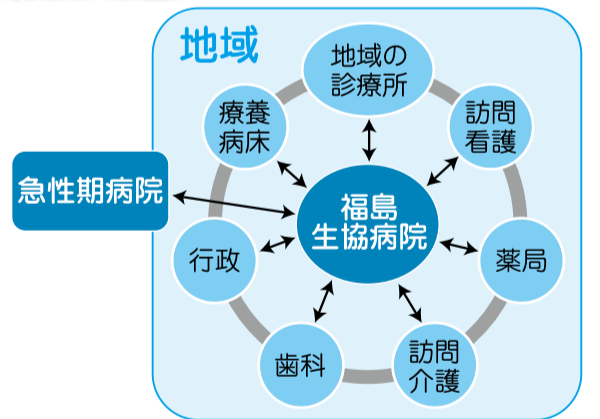 地域
地域の
診療所
療養
病床
訪問
看護
急性期病院
福島
生協病院
行政
薬局
歯科
訪問
介護